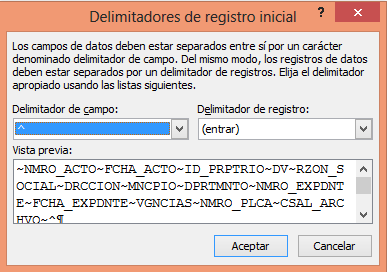 Delimitadores de registro inicial
?
Los campos de datos deben estar separados entre sí por un carácter
denominado delimitador de campo. Del mismo modo, los registros de datos
deben estar separados por un delimitador de registros. Elija el delimitador
apropiado usando las listas siguientes.
Delimitador de campo: Delimitador de registro:
^ (entrar)
Vista previa:
~NMRO_ACTO~FCHA_ACTO~ID_PRPTRIO~DV~RZON_S
OCIAL~DRCCION~MNCPIO~DPRTMNTO~NMRO_EXPDNT
E~FCHA_EXPDNTE~VGNCIAS~NMRO_PLCA~CSAL_ARC
HVO~^¶
Aceptar Cancelar